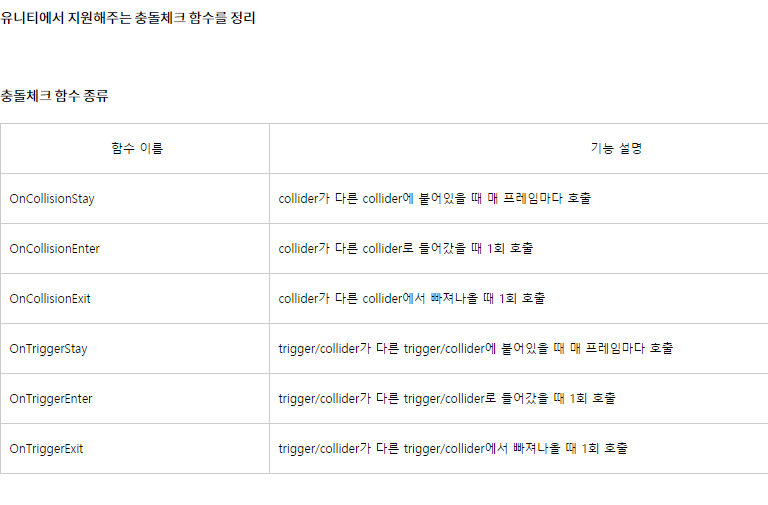 유니티에서 지원해주는 충돌체크 함수를 정리
충돌체크 함수 종류
함수 이름 기능 설명
OnCollisionStay collider가 다른 collider에 붙어있을 때 매 프레임마다 호출
OnCollisionEnter collider가 다른 collider로 들어갔을 때 1회 호출
OnCollisionExit collider가 다른 collider에서 빠져나올 때 1회 호출
OnTriggerStay trigger/collider가 다른 trigger/collider에 붙어있을 때 매 프레임마다 호출
OnTriggerEnter trigger/collider가 다른 trigger/collider로 들어갔을 때 1회 호출
OnTriggerExit trigger/collider가 다른 trigger/collider에서 빠져나올 때 1회 호출